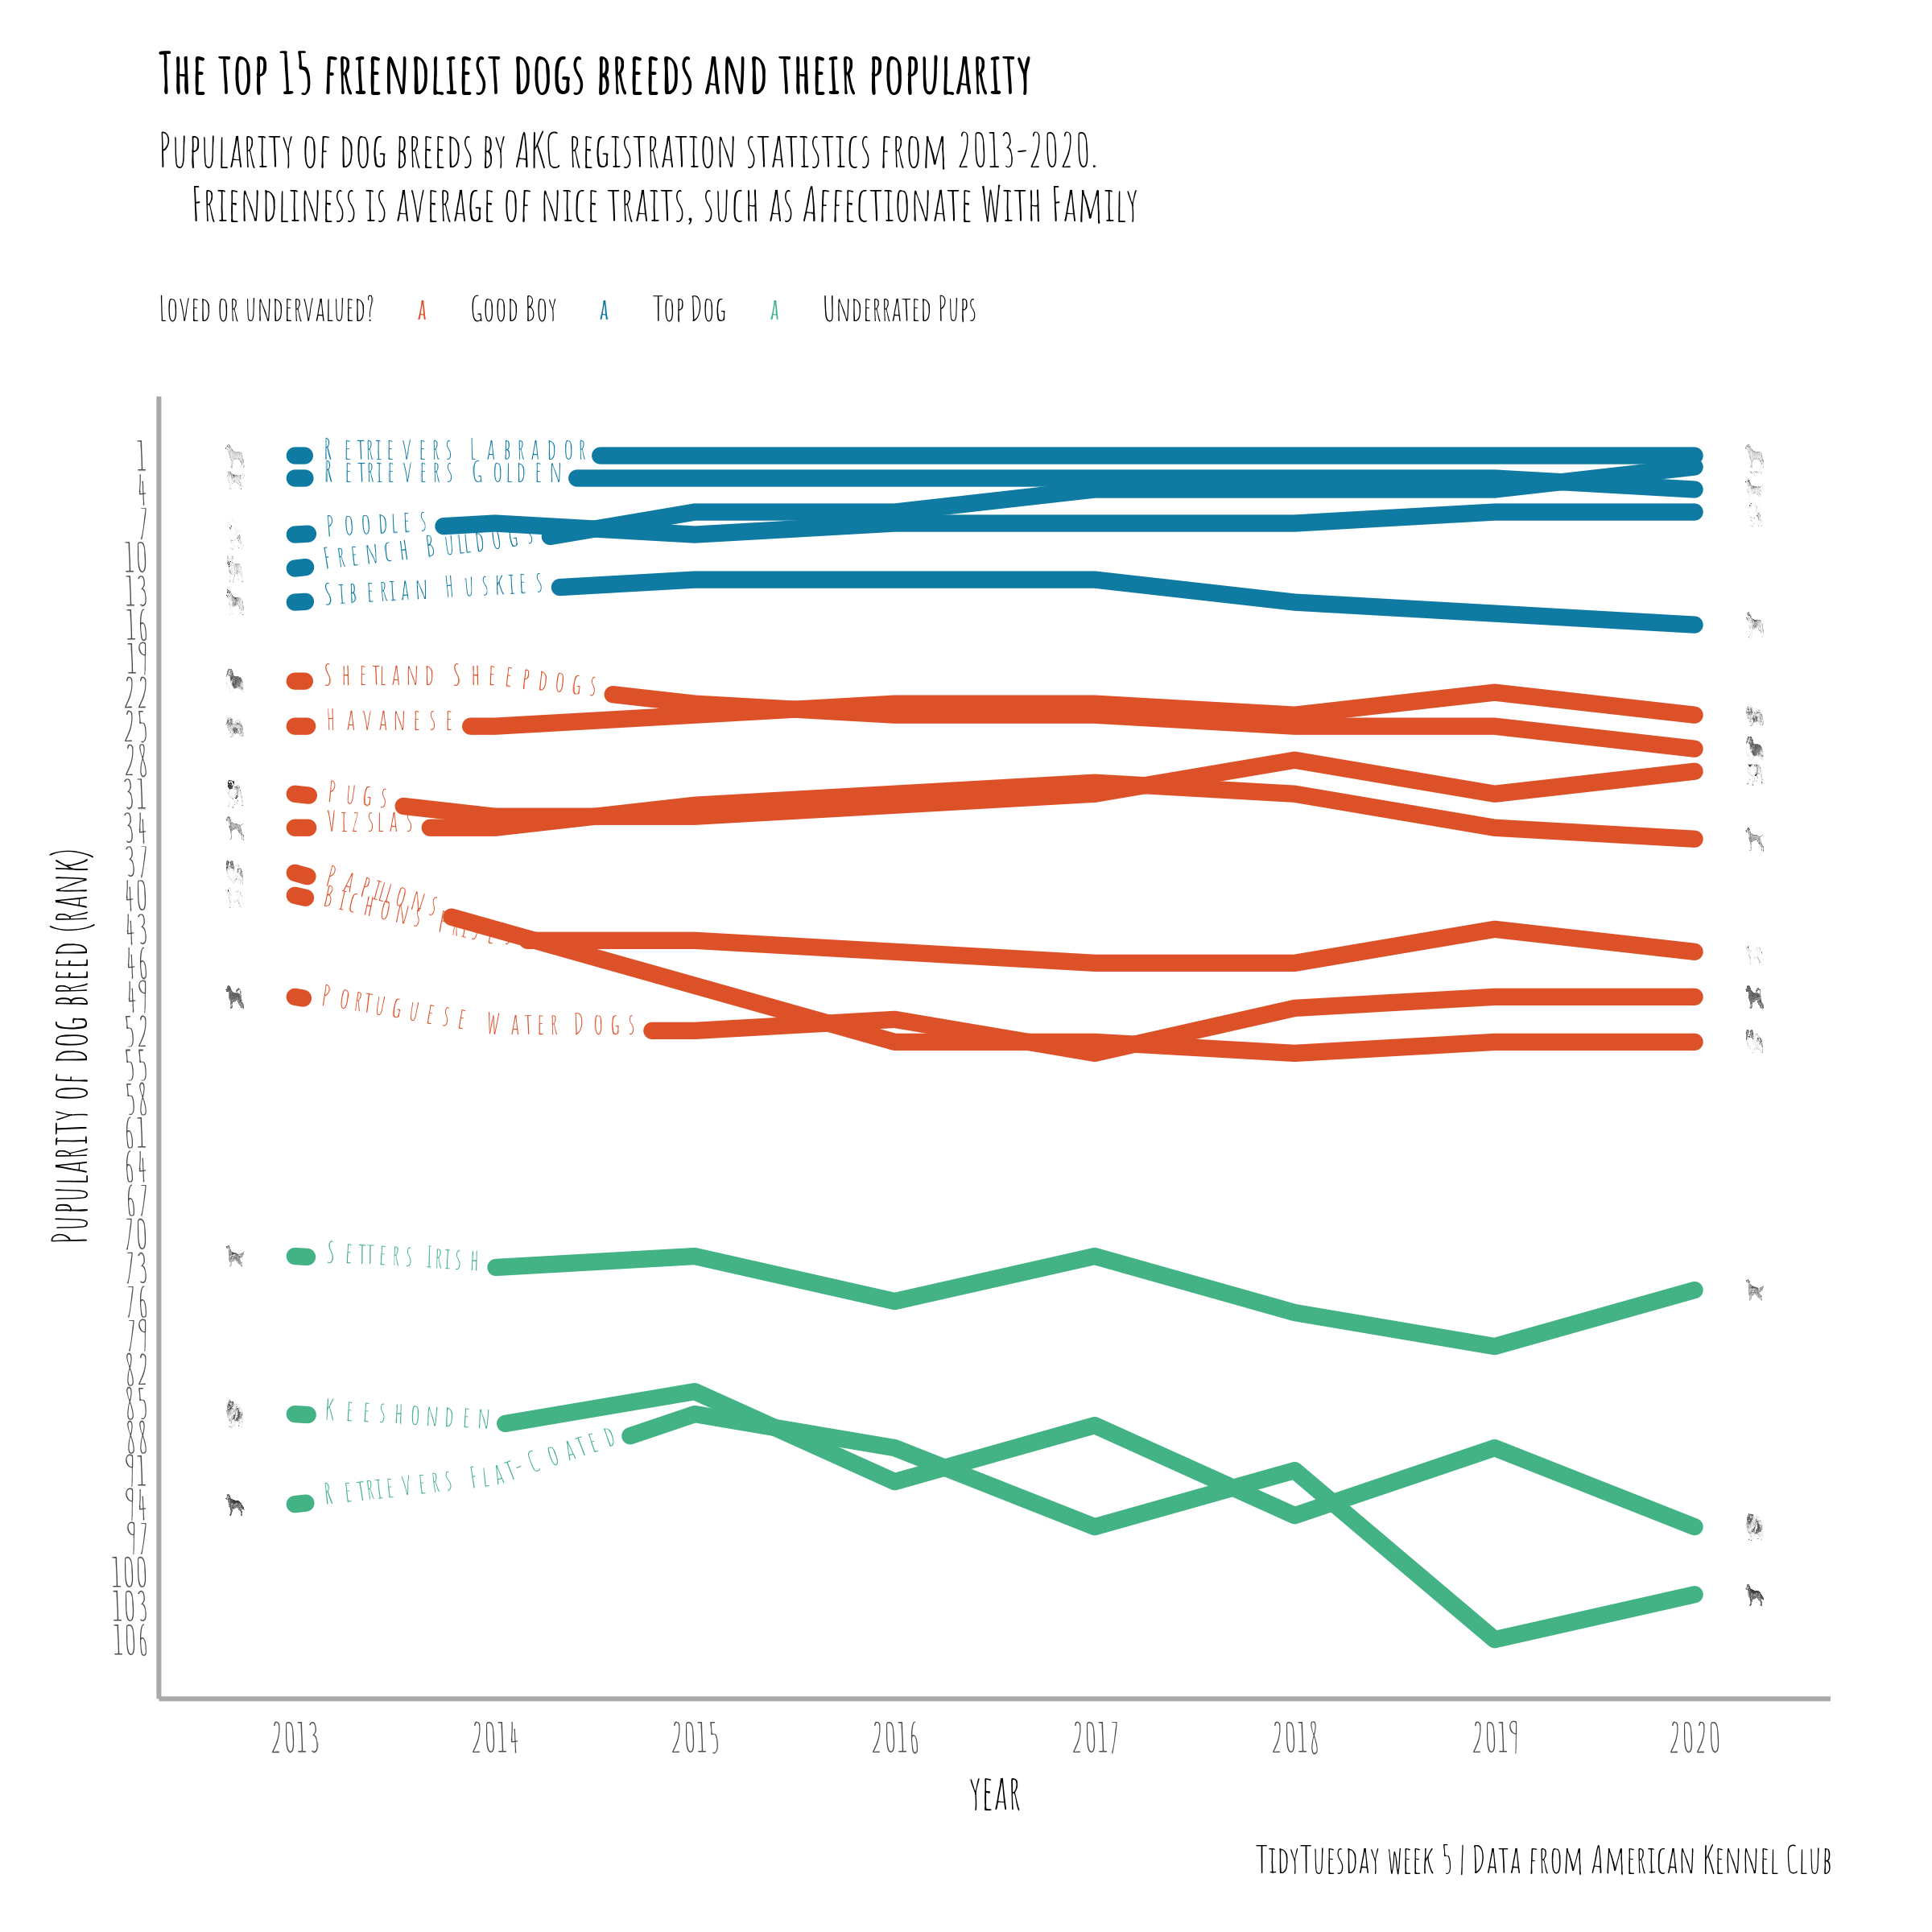 The top 15 friendliest dogs breeds and their popularity
Pupularity of dog breeds by AKC registration statistics from 2013-2020.
Friendliness is average of nice traits, such as Affectionate With Family
Loved or undervalued? A Good Boy A Top Dog A Underrated Pups
Pupularity of dog breed (rank)
1
4
7
10
13
16
19
22
25
28
31
34
37
40
43
46
49
52
55
58
61
64
67
70
73
76
79
82
85
88
91
94
97
100
103
106
Retrievers Labrador
Retrievers Golden
Poodles
French Bulldogs
Siberian Huskies
Shetland Sheepdogs
Havanese
Pugs
Vizslas
Papillons
Bichons Frises
Portuguese Water Dogs
Setters Irish
Keeshonden
Retrievers Flat-Coated
2013 2014 2015 2016 2017 2018 2019 2020
year
TidyTuesday week 5 | Data from American Kennel Club